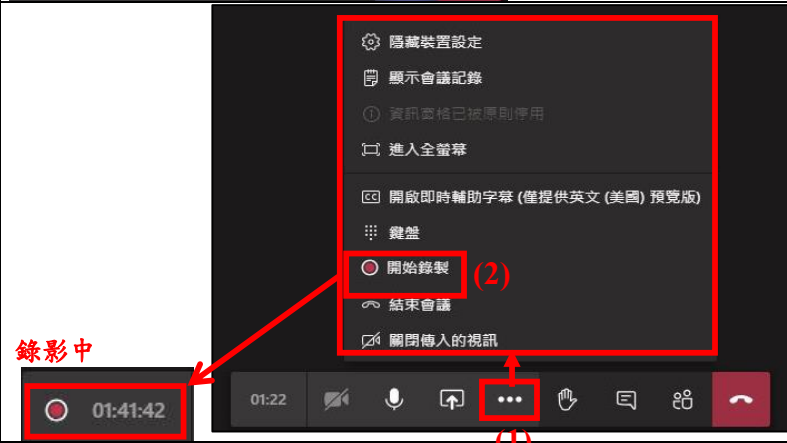 隱藏裝置設定
顯示會議記錄
資訊面格已被原則停用
進入全螢幕
CC 開啟即時輔助字幕 (僅提供英文 (美國) 預覽版)
鍵盤
開始錄製 (2)
結束會議
關閉傳入的視訊
錄影中
01:41:42
01:22
(1)